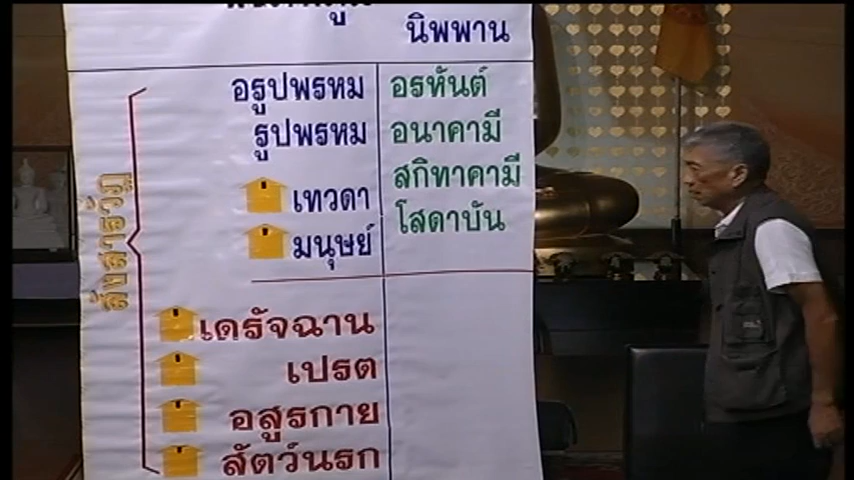 นิพพาน
อรูปพรหม อรหันต์
รูปพรหม อนาคามี
เทวดา สกิทาคามี
มนุษย์ โสดาบัน
สังสารวัฏ
เดรัจฉาน
เปรต
อสูรกาย
สัตว์นรก